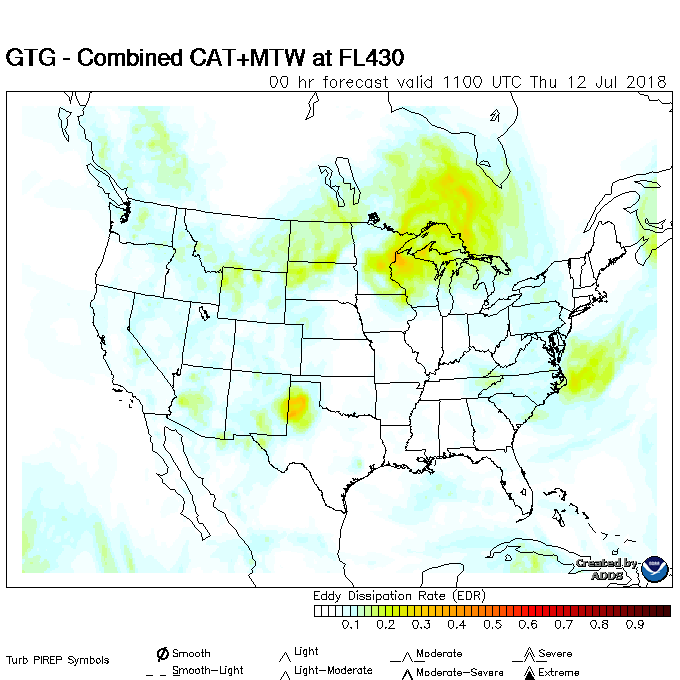 GTG - Combined CAT+MTW at FL430
00 hr forecast valid 1100 UTC Thu 12 Jul 2018
Created by
ADDS
Eddy Dissipation Rate (EDR)
0.1 0.2 0.3 0.4 0.5 0.6 0.7 0.8 0.9
Turb PIREP Symbols
Smooth Light Moderate Severe
Smooth-Light Light-Moderate Moderate-Severe Extreme